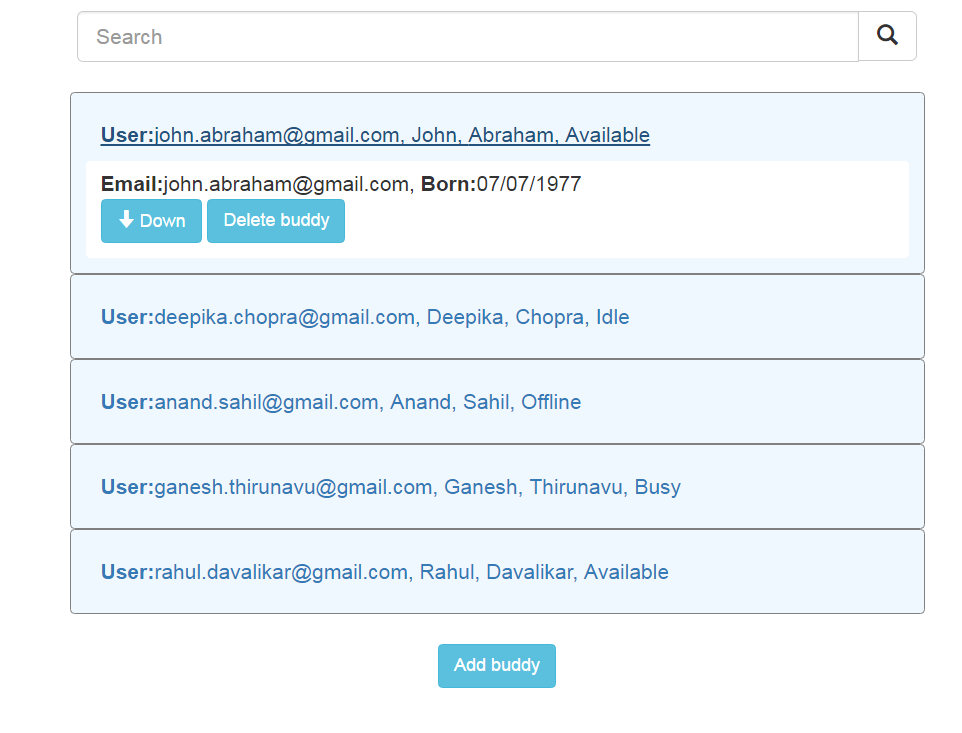 Search
User:john.abraham@gmail.com, John, Abraham, Available
Email:john.abraham@gmail.com, Born:07/07/1977
Down Delete buddy
User:deepika.chopra@gmail.com, Deepika, Chopra, Idle
User:anand.sahil@gmail.com, Anand, Sahil, Offline
User:ganesh.thirunavu@gmail.com, Ganesh, Thirunavu, Busy
User:rahul.davalikar@gmail.com, Rahul, Davalikar, Available
Add buddy